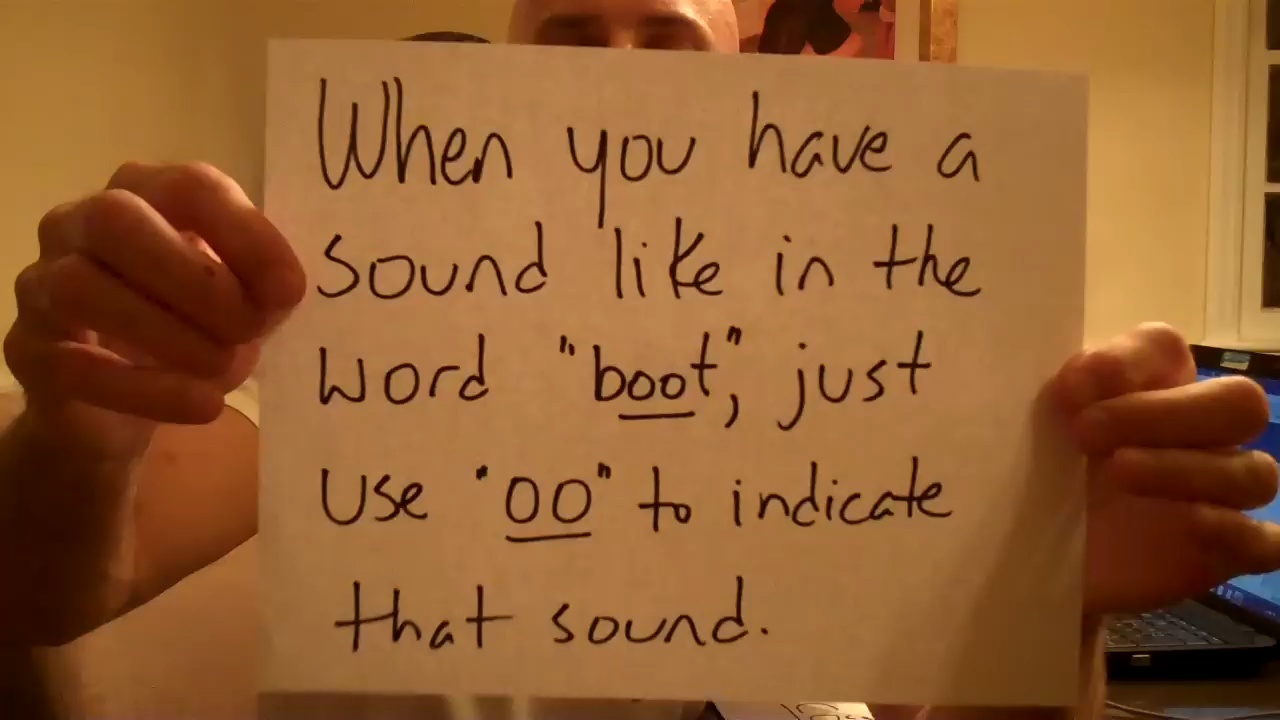 When you have a
sound like in the
word "boot", just
use "oo" to indicate
that sound.